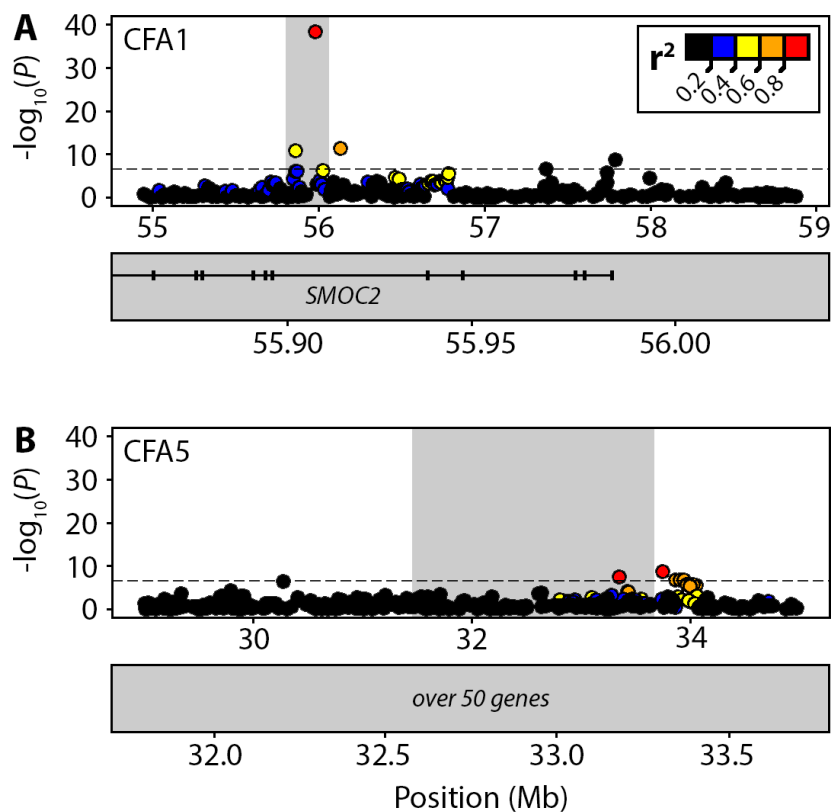 A
CFA1
r²
0.2 0.4 0.6 0.8
-log₁₀(P)
40
30
20
10
0
55 56 57 58 59
SMOC2
55.90 55.95 56.00
B
CFA5
-log₁₀(P)
40
30
20
10
0
30 32 34
over 50 genes
32.0 32.5 33.0 33.5
Position (Mb)